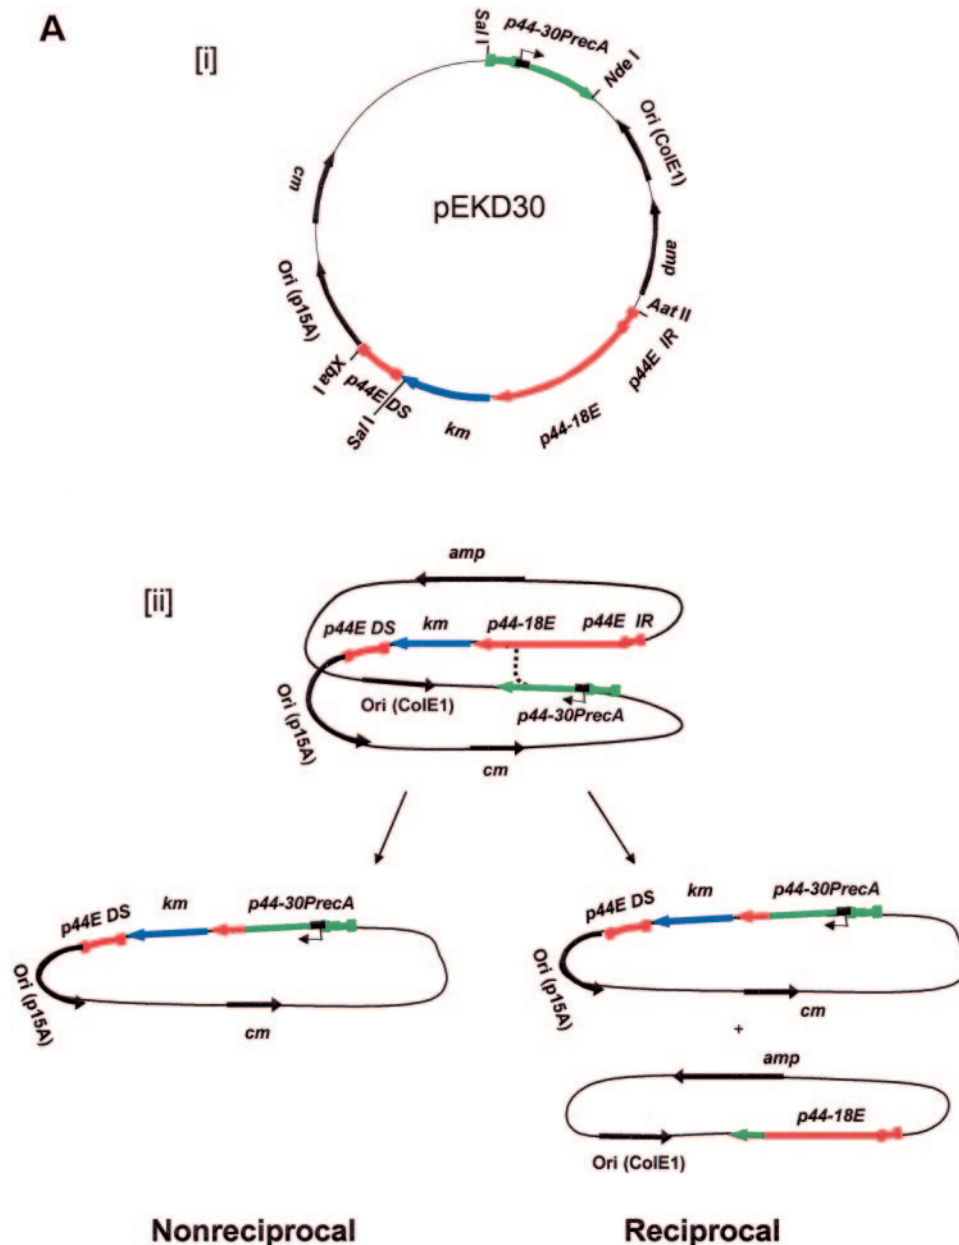 A
[i]
Sal I
p44-30PrecA
Nde I
Ori (ColE1)
amp
Aat II
p44E IR
p44-18E
km
Sal I
p44E DS
Xba I
Ori (p15A)
cm
pEKD30
[ii]
amp
p44E DS
km
p44-18E
p44E IR
Ori (ColE1)
p44-30PrecA
Ori (p15A)
cm
p44E DS
km
p44-30PrecA
Ori (p15A)
cm
p44E DS
km
p44-30PrecA
Ori (p15A)
cm
+
amp
p44-18E
Ori (ColE1)
Nonreciprocal
Reciprocal